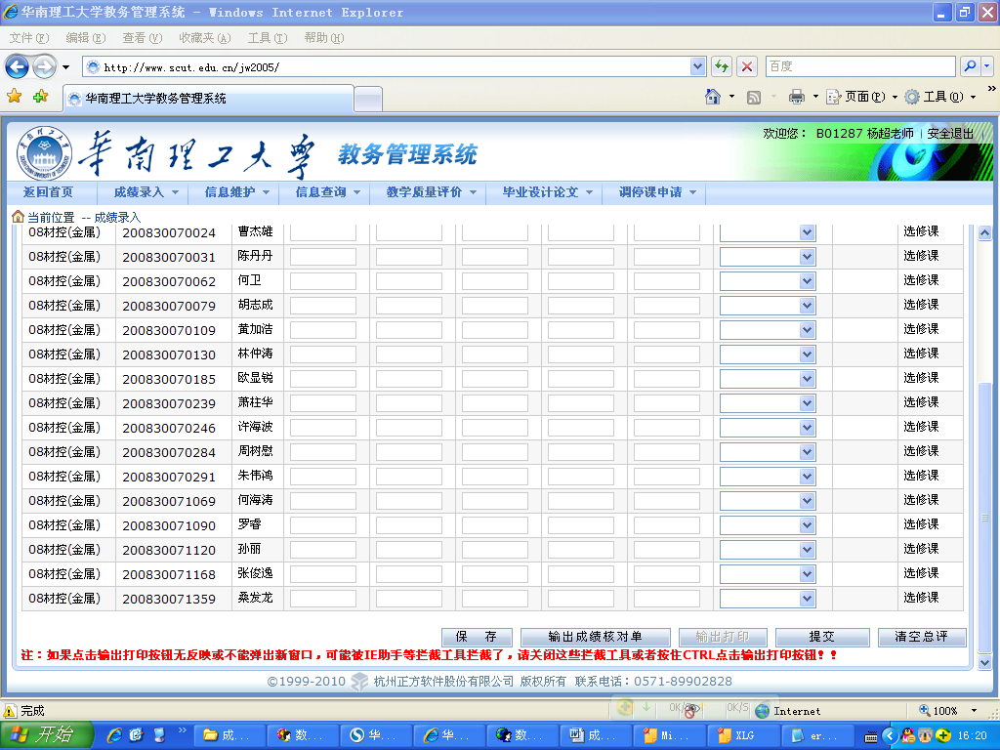 华南理工大学教务管理系统 - Windows Internet Explorer
文件(F) 编辑(E) 查看(V) 收藏夹(A) 工具(T) 帮助(H)
http://www.scut.edu.cn/jw2005/ 百度
华南理工大学教务管理系统 页面(P) 工具(O) »
华南理工大学 教务管理系统 欢迎您： B01287 杨超老师 | 安全退出
返回首页 成绩录入 信息维护 信息查询 教学质量评价 毕业设计论文 调停课申请
当前位置 -- 成绩录入
08材控(金属) 200830070024 曹杰雄 选修课
08材控(金属) 200830070031 陈丹丹 选修课
08材控(金属) 200830070062 何卫 选修课
08材控(金属) 200830070079 胡志成 选修课
08材控(金属) 200830070109 黄加浩 选修课
08材控(金属) 200830070130 林仲涛 选修课
08材控(金属) 200830070185 欧显锐 选修课
08材控(金属) 200830070239 萧柱华 选修课
08材控(金属) 200830070246 许海波 选修课
08材控(金属) 200830070284 周树慰 选修课
08材控(金属) 200830070291 朱伟鸿 选修课
08材控(金属) 200830071069 何海涛 选修课
08材控(金属) 200830071090 罗睿 选修课
08材控(金属) 200830071120 孙丽 选修课
08材控(金属) 200830071168 张俊逸 选修课
08材控(金属) 200830071359 桑发龙 选修课
保 存 输出成绩核对单 输出打印 提交 清空总评
注：如果点击输出打印按钮无反映或不能弹出新窗口，可能被IE助手等拦截工具拦截了，请关闭这些拦截工具或者按住CTRL点击输出打印按钮！！
©1999-2010 杭州正方软件股份有限公司 版权所有 联系电话：0571-89902828
完成 0K/S 0K/S Internet 100%
开始 » 成... 数... 华... 华... 数... 成... Mi... XLG er... 16:20